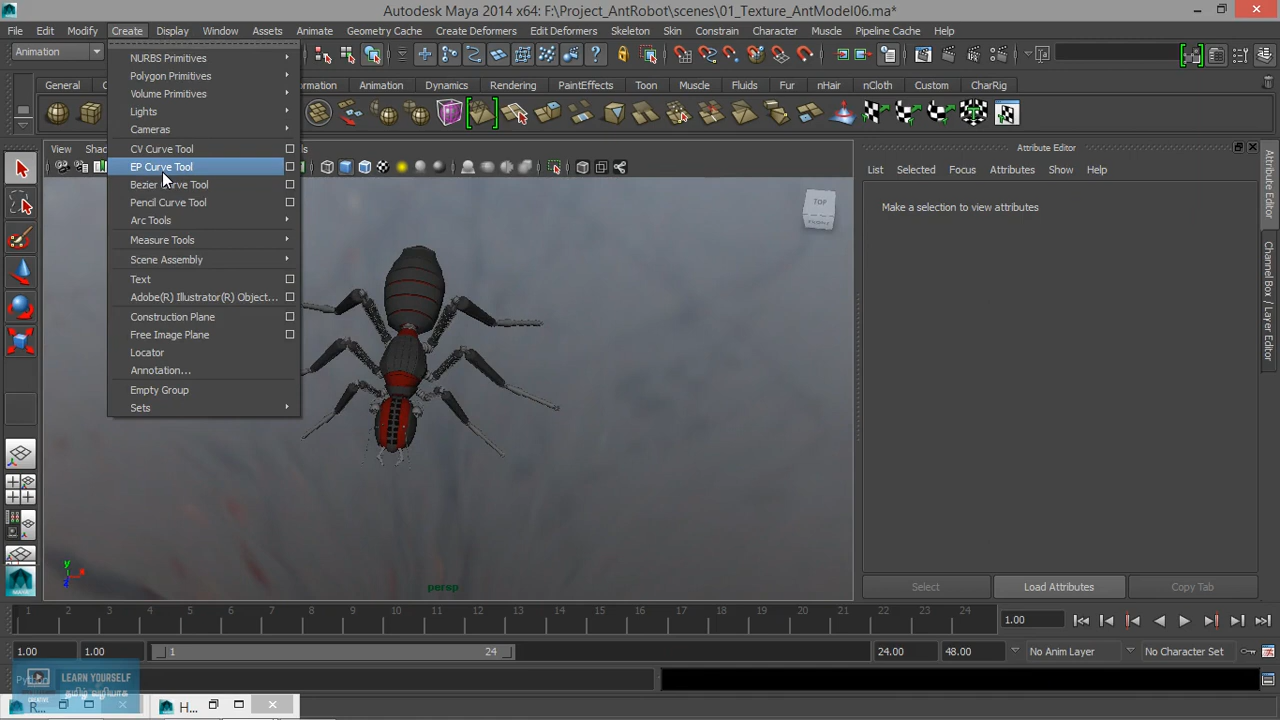 Autodesk Maya 2014 x64: F:\Project_AntRobot\scenes\01_Texture_AntModel06.ma*
File Edit Modify Create Display Window Assets Animate Geometry Cache Create Deformers Edit Deformers Skeleton Skin Constrain Character Muscle Pipeline Cache Help
Animation
General Animation Dynamics Rendering PaintEffects Toon Muscle Fluids Fur nHair nCloth Custom CharRig
NURBS Primitives
Polygon Primitives
Volume Primitives
Lights
Cameras
CV Curve Tool
EP Curve Tool
Bezier Curve Tool
Pencil Curve Tool
Arc Tools
Measure Tools
Scene Assembly
Text
Adobe(R) Illustrator(R) Object...
Construction Plane
Free Image Plane
Locator
Annotation...
Empty Group
Sets
View
TOP
persp
Attribute Editor
List Selected Focus Attributes Show Help
Make a selection to view attributes
Select Load Attributes Copy Tab
Attribute Editor
Channel Box / Layer Editor
1 2 3 4 5 6 7 8 9 10 11 12 13 14 15 16 17 18 19 20 21 22 23 24
1.00
1.00 1.00 1 24 24.00 48.00 No Anim Layer No Character Set
Python
LEARN YOURSELF
தமிழ் வழியாக
CREATIVE
R...
H...